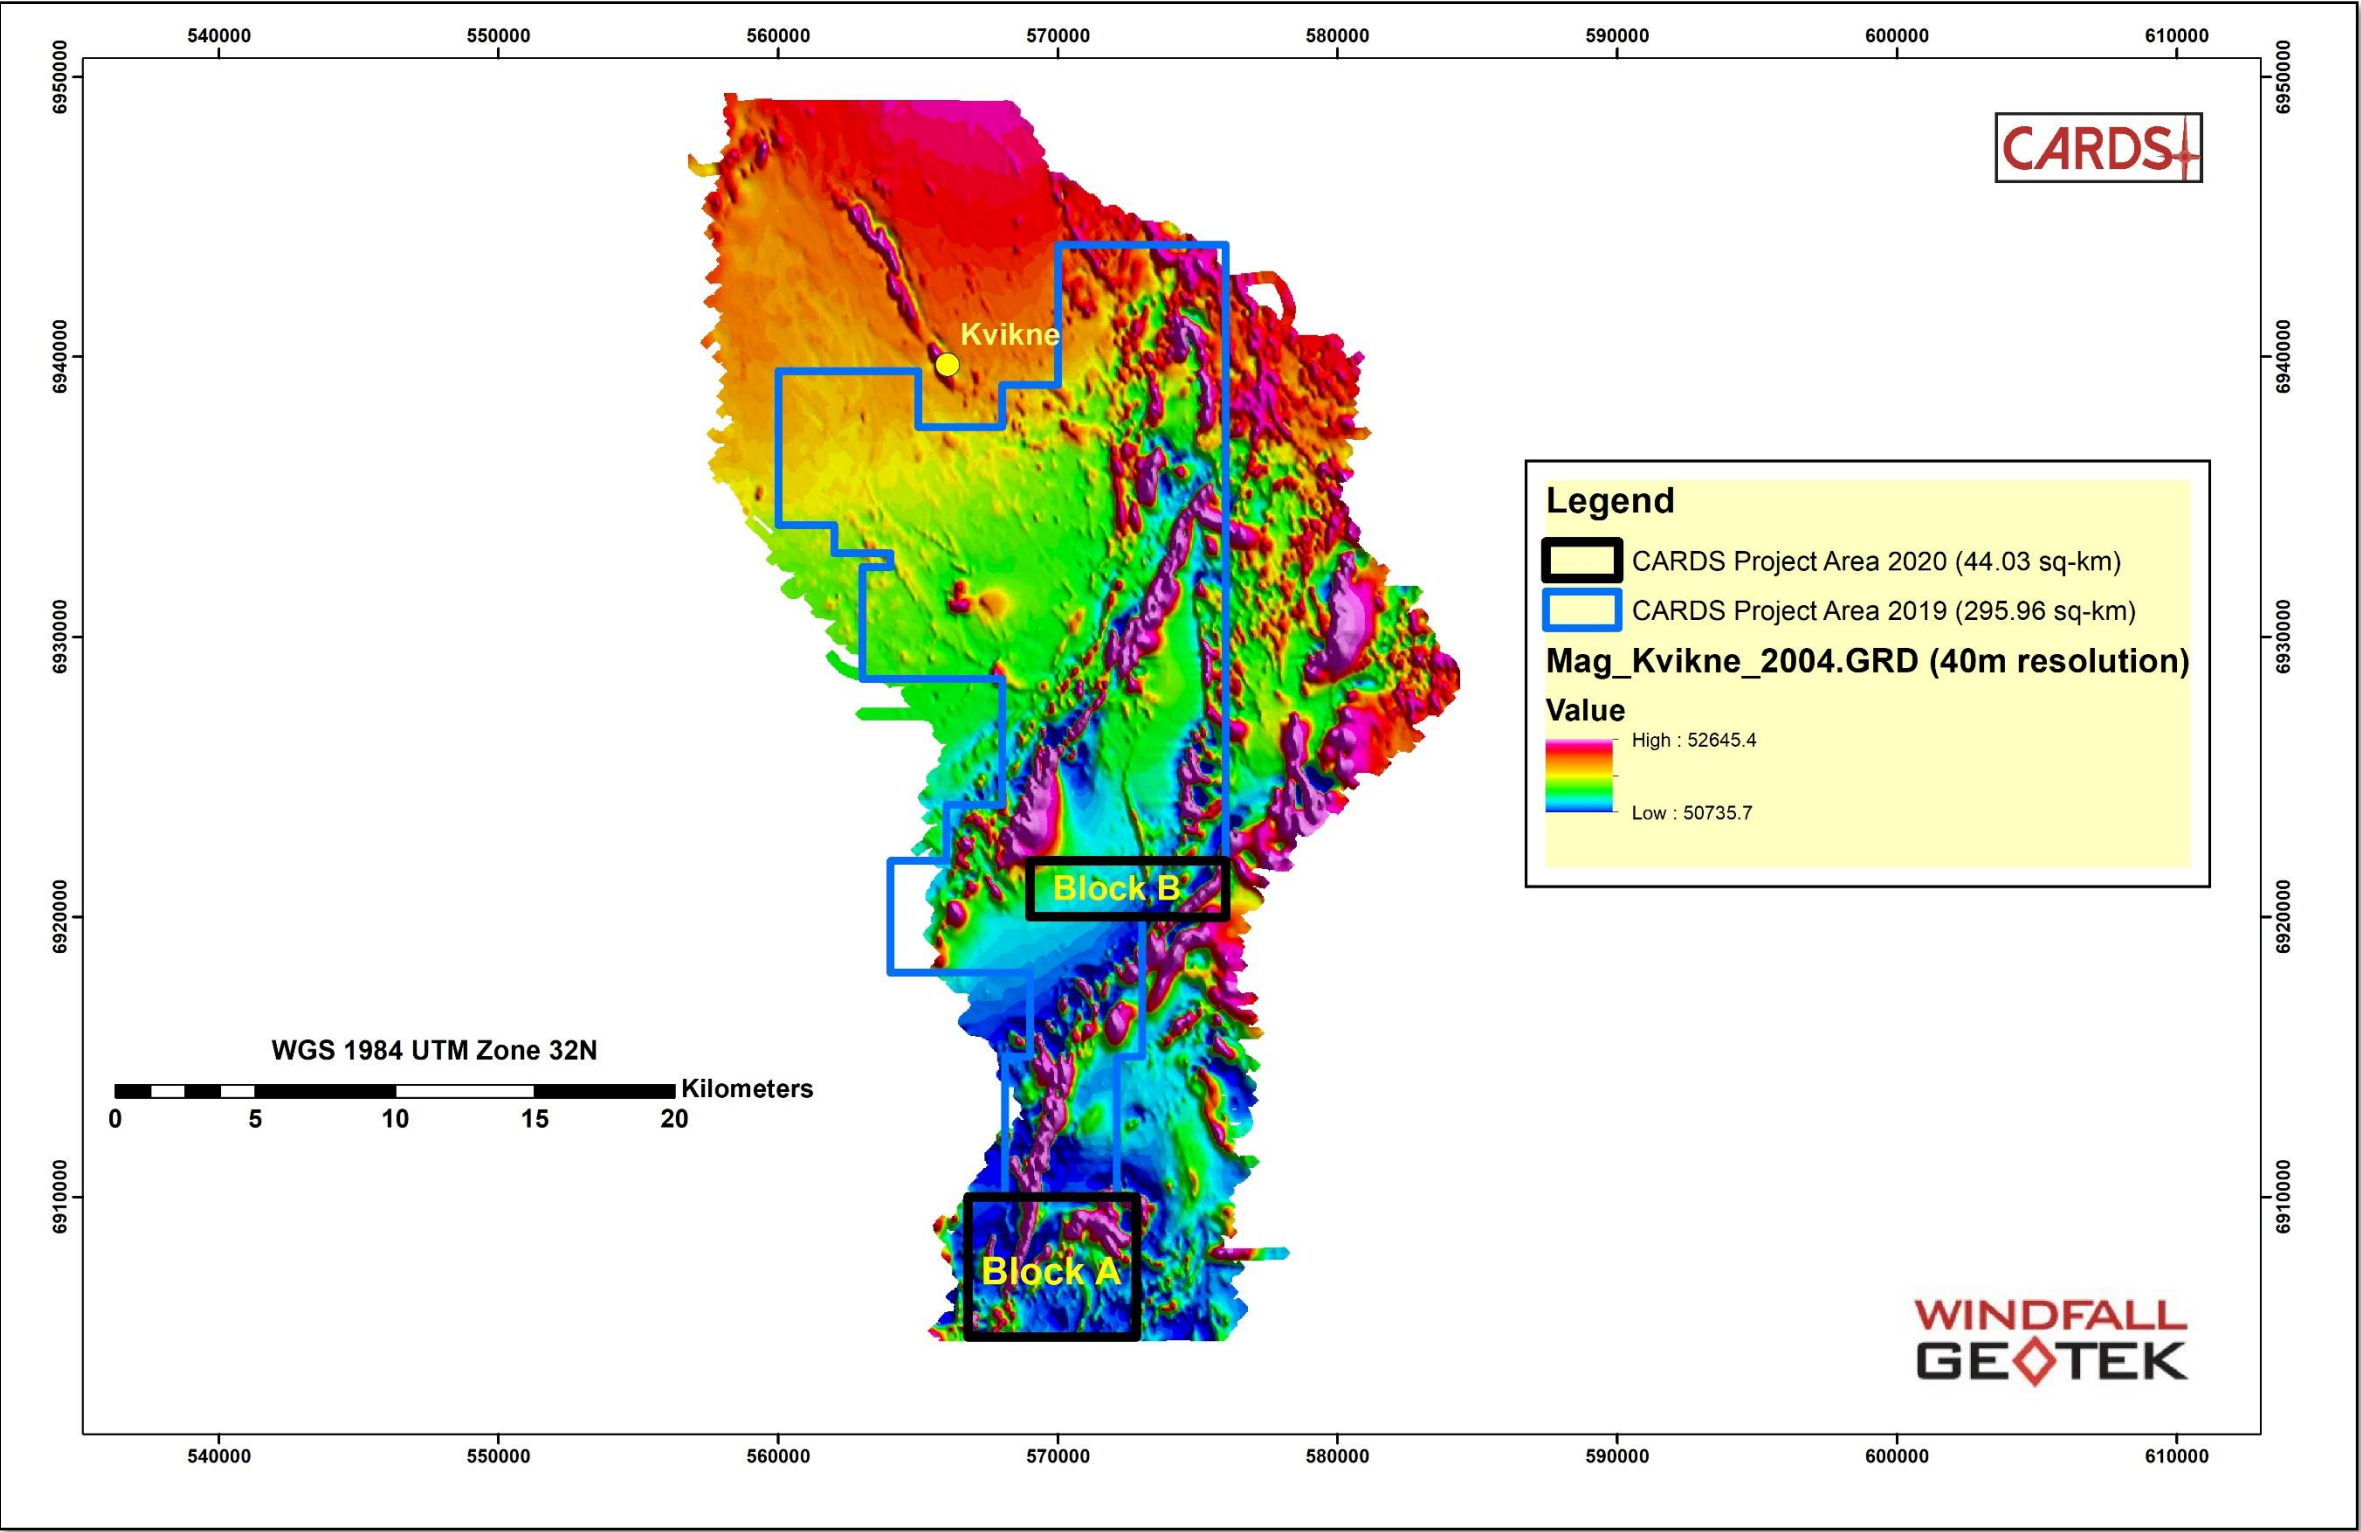 540000 550000 560000 570000 580000 590000 600000 610000
6950000 6950000
CARDS
Kvikne
6940000 6940000
Legend
CARDS Project Area 2020 (44.03 sq-km)
CARDS Project Area 2019 (295.96 sq-km)
Mag_Kvikne_2004.GRD (40m resolution)
Value
High : 52645.4
Low : 50735.7
6930000 6930000
Block B
6920000 6920000
WGS 1984 UTM Zone 32N
Kilometers
0 5 10 15 20
6910000 6910000
Block A
WINDFALL
GEOTEK
540000 550000 560000 570000 580000 590000 600000 610000